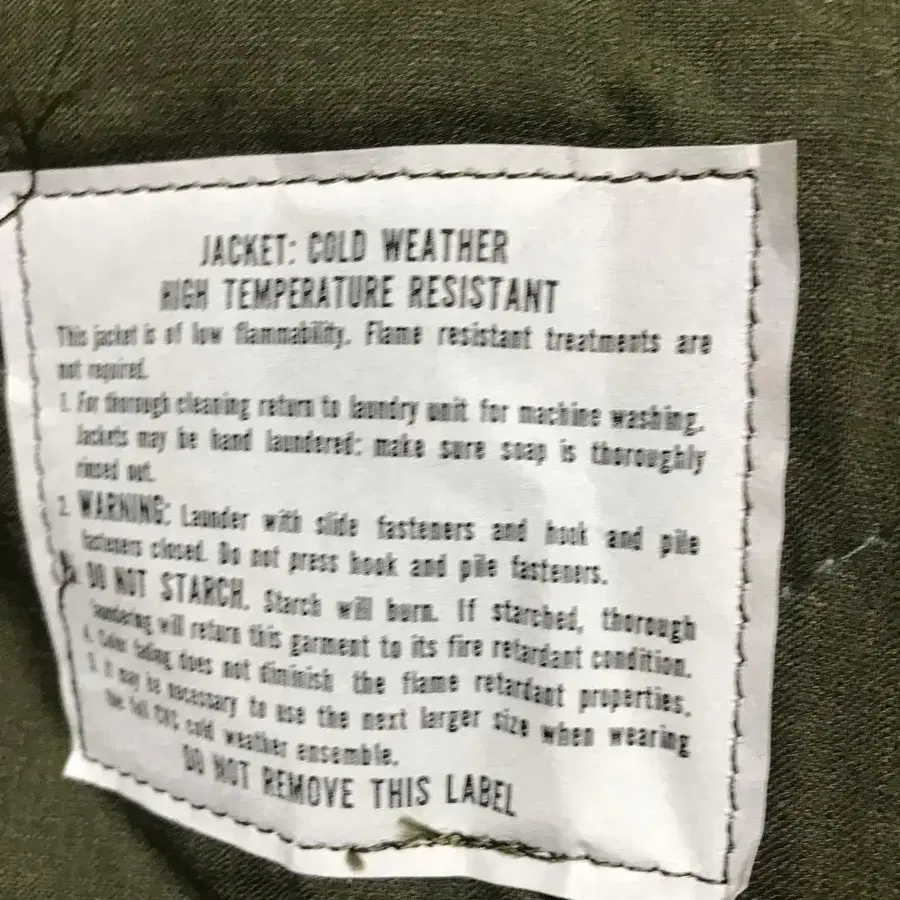 JACKET: COLD WEATHER
HIGH TEMPERATURE RESISTANT
This jacket is of low flammability. Flame resistant treatments are
not required.
1. For thorough cleaning return to laundry unit for machine washing.
Jackets may be hand laundered: make sure soap is thoroughly
rinsed out.
2. WARNING: Launder with slide fasteners and hook and pile
fasteners closed. Do not press hook and pile fasteners.
DO NOT STARCH. Starch will burn. If starched, thorough
laundering will return this garment to its fire retardant condition.
4. Color fading does not diminish the flame retardant properties.
5. It may be necessary to use the next larger size when wearing
the full CVC cold weather ensemble.
DO NOT REMOVE THIS LABEL